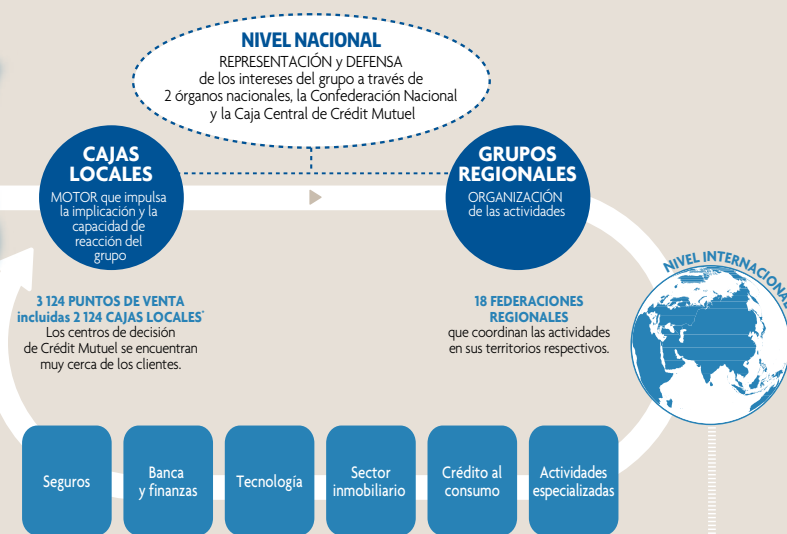 NIVEL NACIONAL
REPRESENTACIÓN y DEFENSA
de los intereses del grupo a través de
2 órganos nacionales, la Confederación Nacional
y la Caja Central de Crédit Mutuel
CAJAS
LOCALES
MOTOR que impulsa
la implicación y la
capacidad de
reacción del
grupo
GRUPOS
REGIONALES
ORGANIZACIÓN
de las actividades
NIVEL INTERNACIONAL
3 124 PUNTOS DE VENTA
incluidas 2 124 CAJAS LOCALES*
Los centros de decisión
de Crédit Mutuel se encuentran
muy cerca de los clientes.
18 FEDERACIONES
REGIONALES
que coordinan las actividades
en sus territorios respectivos.
Seguros
Banca
y finanzas
Tecnología
Sector
inmobiliario
Crédito al
consumo
Actividades
especializadas